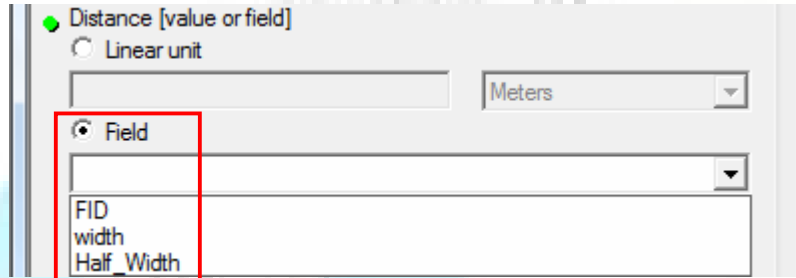 Distance [value or field]
Linear unit
Meters
Field
FID
width
Half_Width